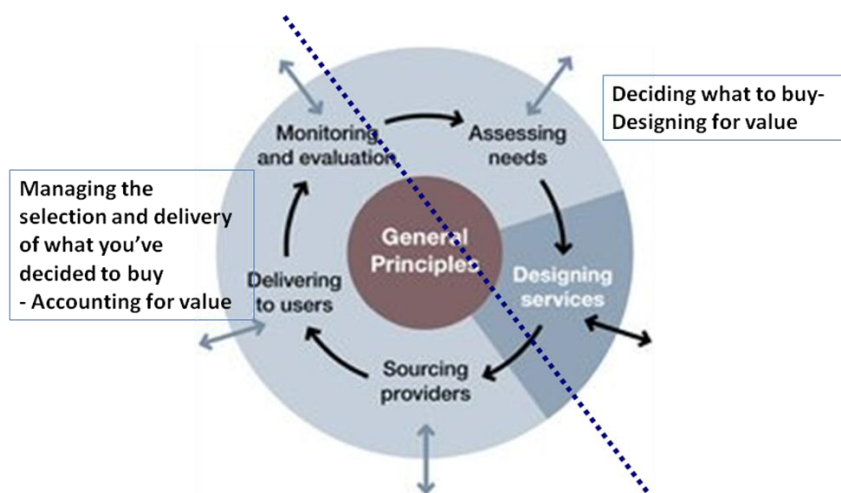 Deciding what to buy-
Designing for value
Monitoring
and evaluation
Assessing
needs
Managing the
selection and delivery
of what you've
decided to buy
- Accounting for value
General
Principles
Designing
services
Delivering
to users
Sourcing
providers